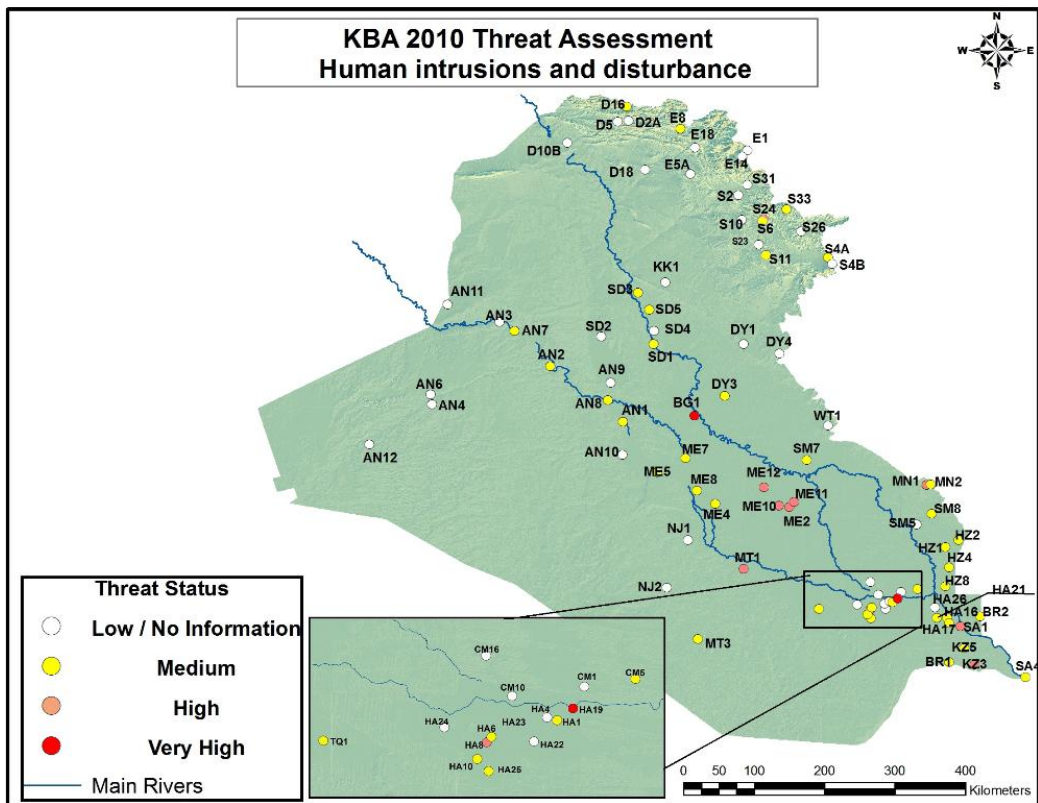 KBA 2010 Threat Assessment
Human intrusions and disturbance
N
W E
S
D16
D5 D2A E8
E18 E1
D10B E14
D18 E5A
S31
S2 S33
S24
S10 S6 S26
S23
S11 S4A
S4B
KK1
AN11 SD3
SD5
AN3 SD2 SD4 DY1
AN7 DY4
SD1
AN2
AN9
AN6 DY3
AN4 AN8 BG1
AN1 WT1
AN12 AN10 ME7 SM7
ME5 ME12 MN1 MN2
ME8 ME11
ME4 ME10 ME2 SM8
SM5
NJ1 HZ2
HZ1
MT1 HZ4
HZ8
NJ2 HA21
HA26
HA16 BR2
HA17 SA1
MT3 KZ5
BR1 KZ3
SA4
Threat Status
Low / No Information
Medium
High
Very High
Main Rivers
CM16
CM1 CM5
CM10
HA4 HA19
HA24 HA23 HA1
HA6
TQ1 HA8 HA22
HA10
HA25
0 100 200 300 400
Kilometers